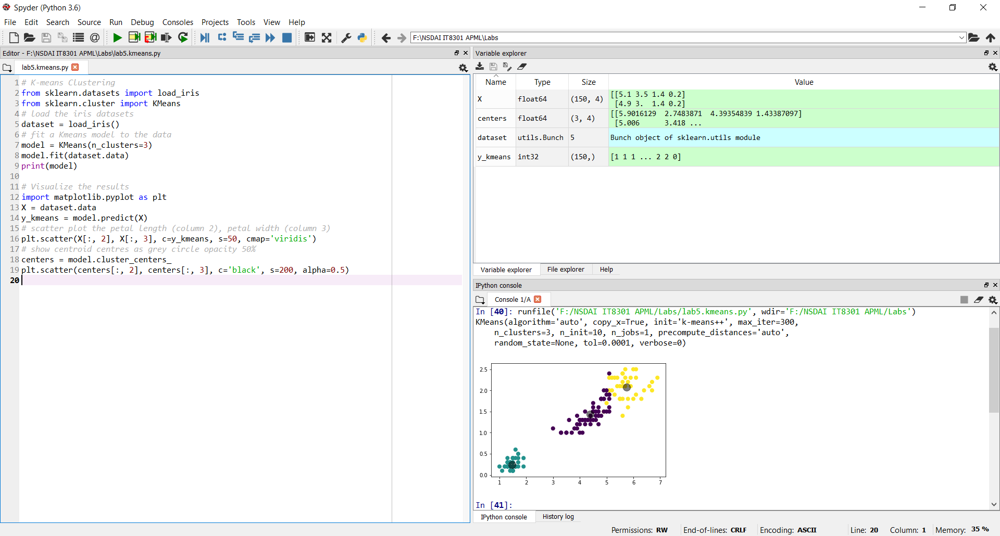 Spyder (Python 3.6)
File Edit Search Source Run Debug Consoles Projects Tools View Help
F:\NSDAI IT8301 APML\Labs
Editor - F:\NSDAI IT8301 APML\Labs\lab5.kmeans.py
lab5.kmeans.py
1 # K-means Clustering
2 from sklearn.datasets import load_iris
3 from sklearn.cluster import KMeans
4 # load the iris datasets
5 dataset = load_iris()
6 # fit a Kmeans model to the data
7 model = KMeans(n_clusters=3)
8 model.fit(dataset.data)
9 print(model)
10
11 # Visualize the results
12 import matplotlib.pyplot as plt
13 X = dataset.data
14 y_kmeans = model.predict(X)
15 # scatter plot the petal length (column 2), petal width (column 3)
16 plt.scatter(X[:, 2], X[:, 3], c=y_kmeans, s=50, cmap='viridis')
17 # show centroid centres as grey circle opacity 50%
18 centers = model.cluster_centers_
19 plt.scatter(centers[:, 2], centers[:, 3], c='black', s=200, alpha=0.5)
20
Variable explorer
Name Type Size Value
X float64 (150, 4) [[5.1 3.5 1.4 0.2]
[4.9 3. 1.4 0.2]
centers float64 (3, 4) [[5.9016129 2.7483871 4.39354839 1.43387097]
[5.006 3.418 ...
dataset utils.Bunch 5 Bunch object of sklearn.utils module
y_kmeans int32 (150,) [1 1 1 ... 2 2 0]
Variable explorer File explorer Help
IPython console
Console 1/A
In [40]: runfile('F:/NSDAI IT8301 APML/Labs/lab5.kmeans.py', wdir='F:/NSDAI IT8301 APML/Labs')
KMeans(algorithm='auto', copy_x=True, init='k-means++', max_iter=300,
n_clusters=3, n_init=10, n_jobs=1, precompute_distances='auto',
random_state=None, tol=0.0001, verbose=0)
2.5
2.0
1.5
1.0
0.5
0.0
1 2 3 4 5 6 7
In [41]:
IPython console History log
Permissions: RW End-of-lines: CRLF Encoding: ASCII Line: 20 Column: 1 Memory: 35 %